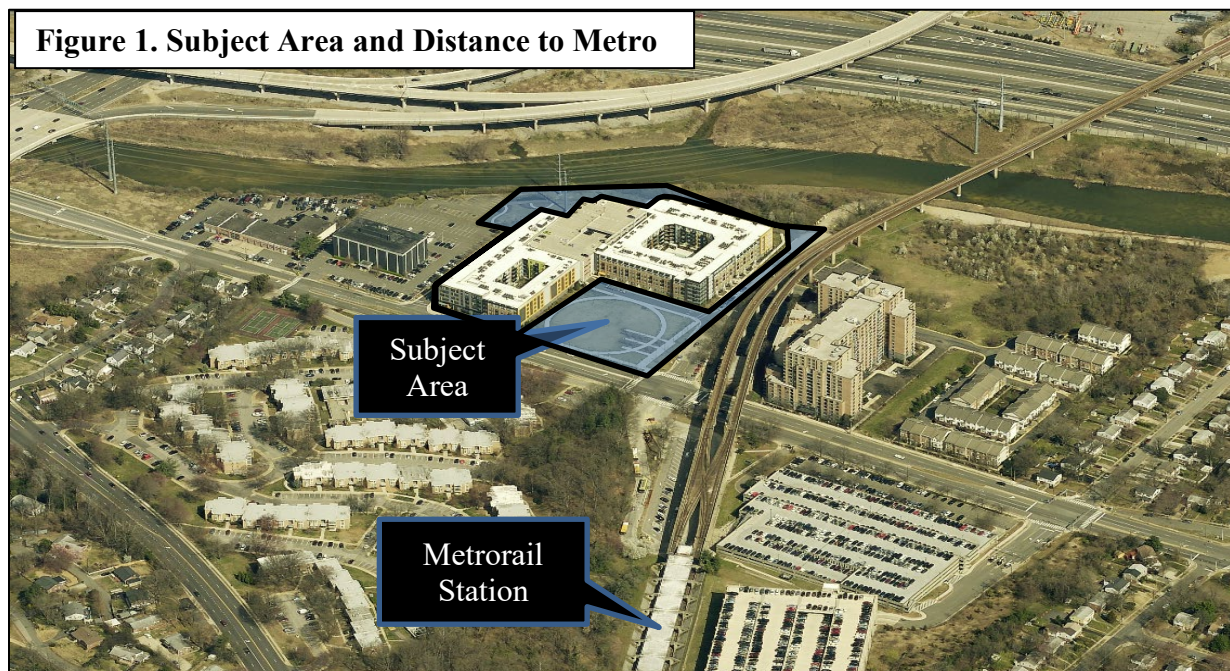 Figure 1. Subject Area and Distance to Metro
Subject
Area
Metrorail
Station